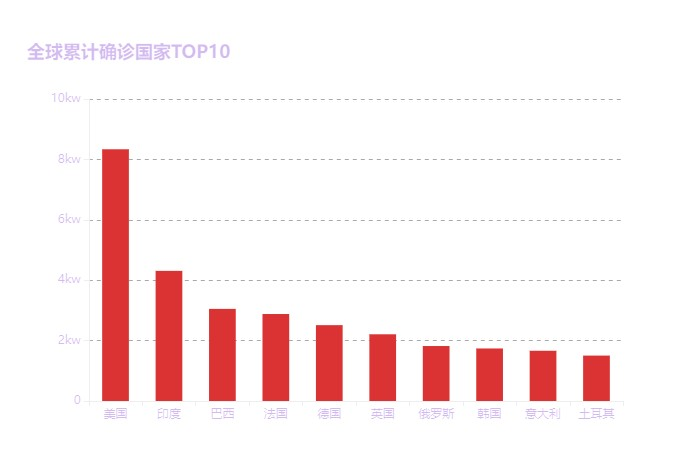 全球累计确诊国家TOP10
10kw
8kw
6kw
4kw
2kw
0
美国 印度 巴西 法国 德国 英国 俄罗斯 韩国 意大利 土耳其